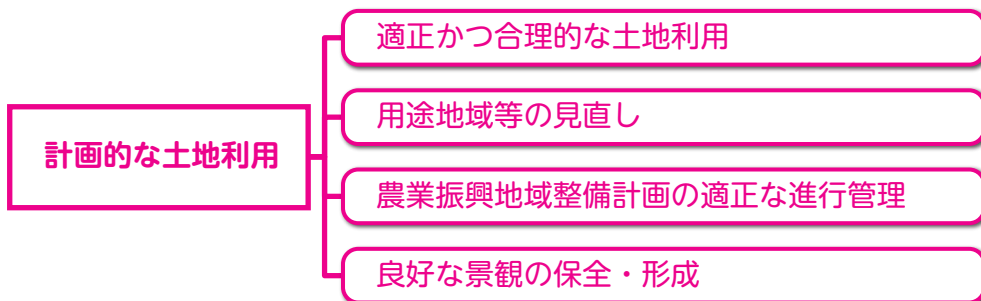 計画的な土地利用
適正かつ合理的な土地利用
用途地域等の見直し
農業振興地域整備計画の適正な進行管理
良好な景観の保全・形成